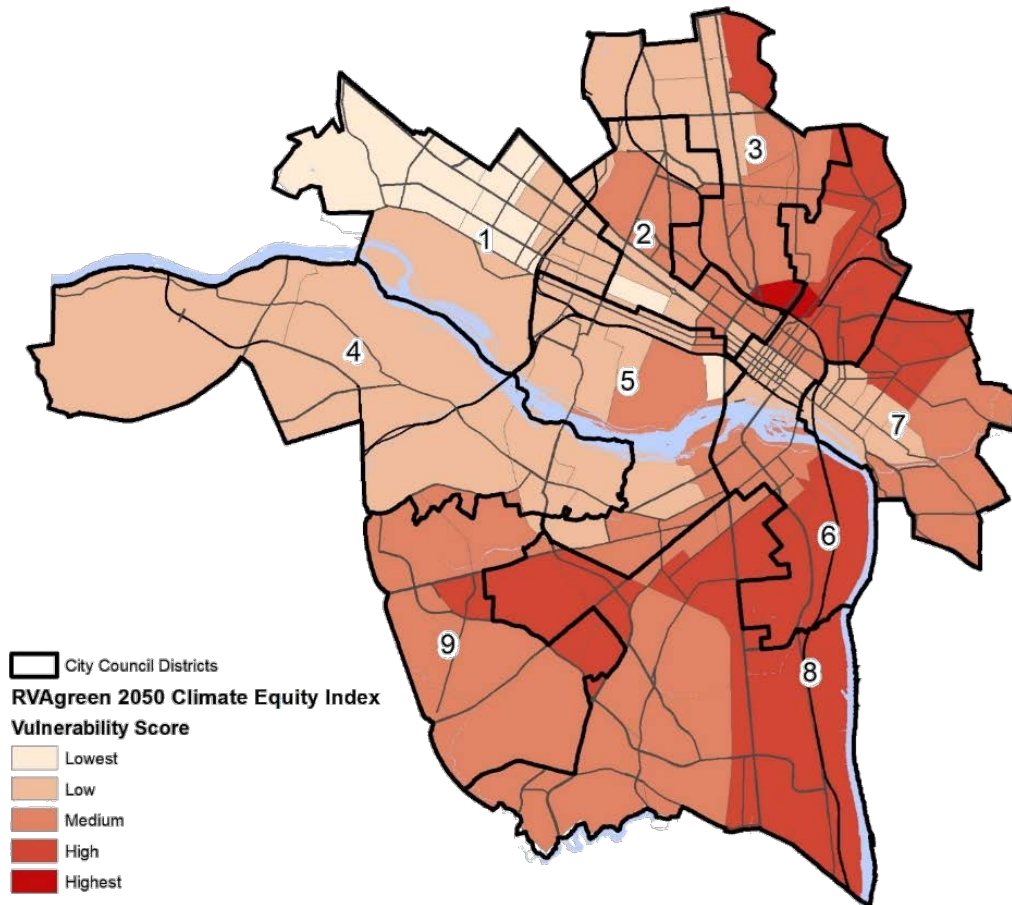 3
2
1
4
5
7
6
9
8
City Council Districts
RVAgreen 2050 Climate Equity Index
Vulnerability Score
Lowest
Low
Medium
High
Highest